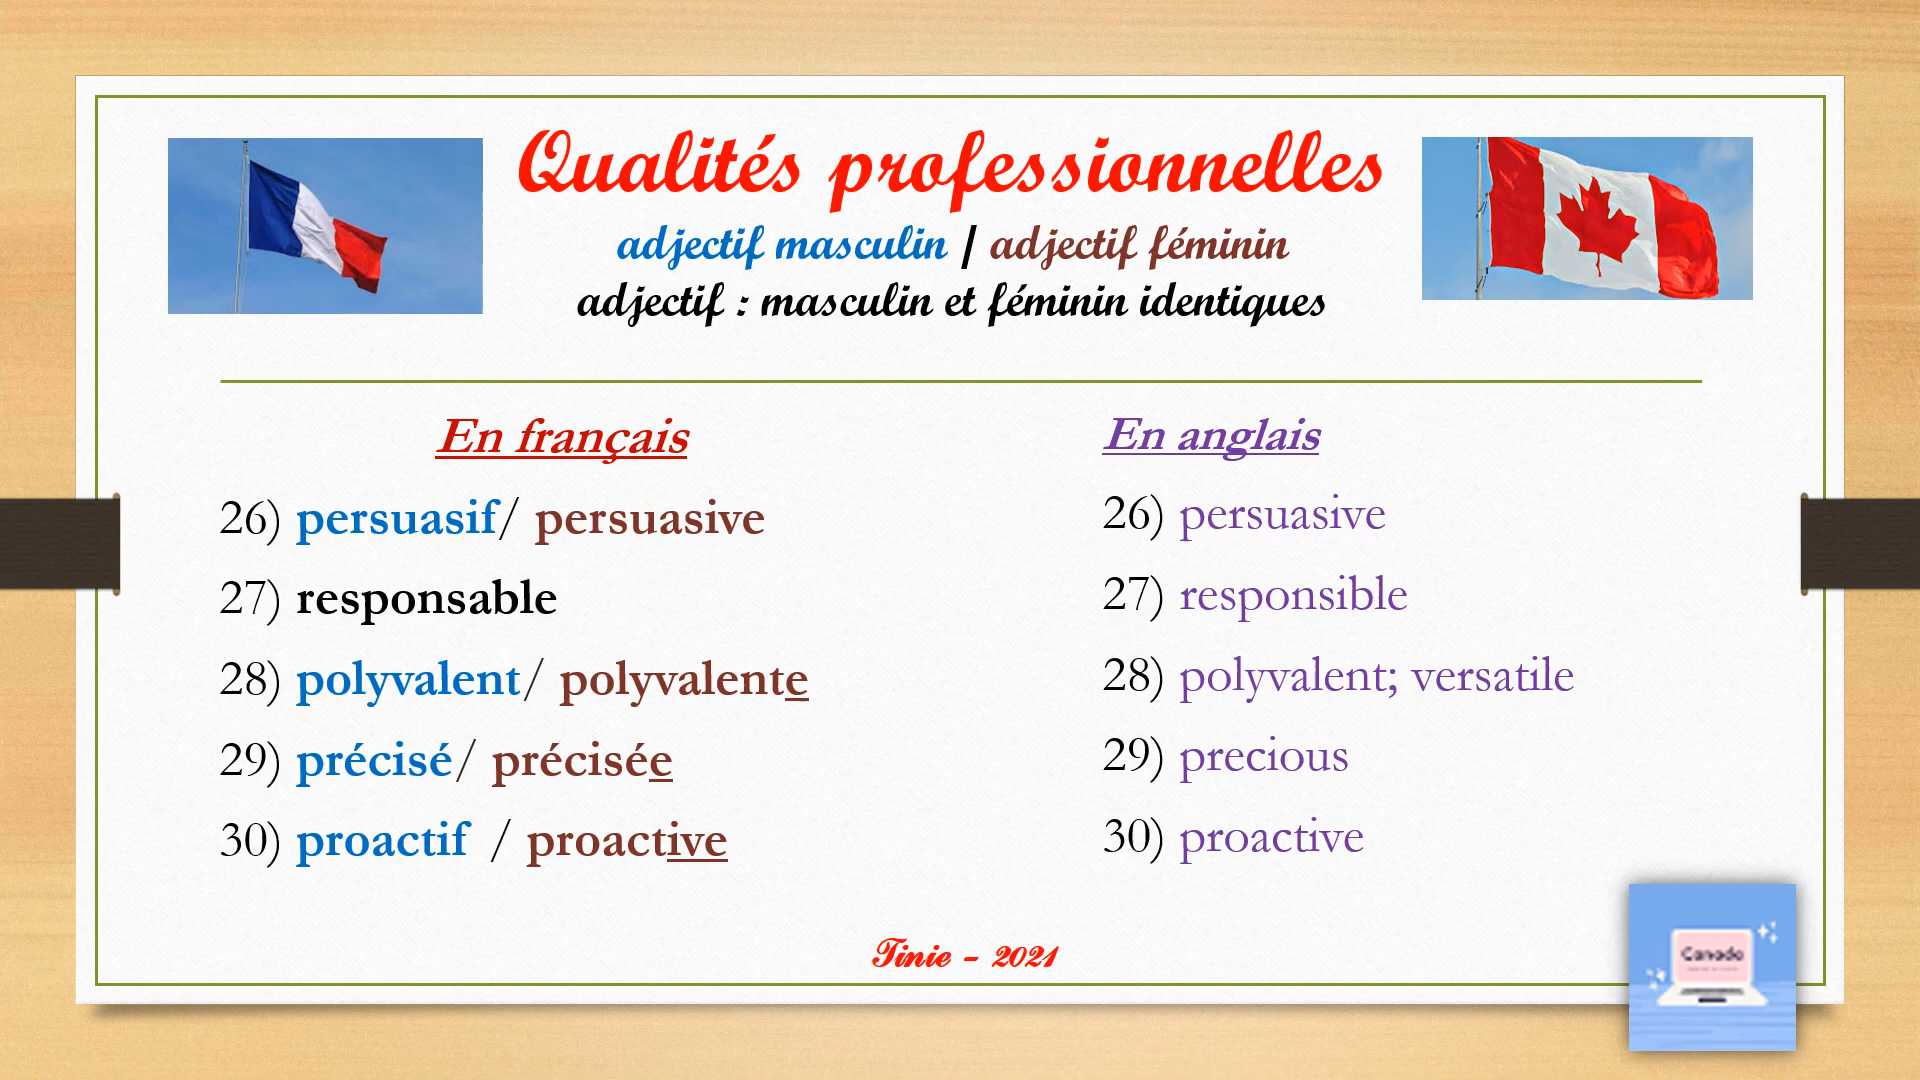 Qualités professionnelles
adjectif masculin / adjectif féminin
adjectif : masculin et féminin identiques
En français
26) persuasif/ persuasive
27) responsable
28) polyvalent/ polyvalente
29) précisé/ précisée
30) proactif / proactive
En anglais
26) persuasive
27) responsible
28) polyvalent; versatile
29) precious
30) proactive
Tinie - 2021
Canada